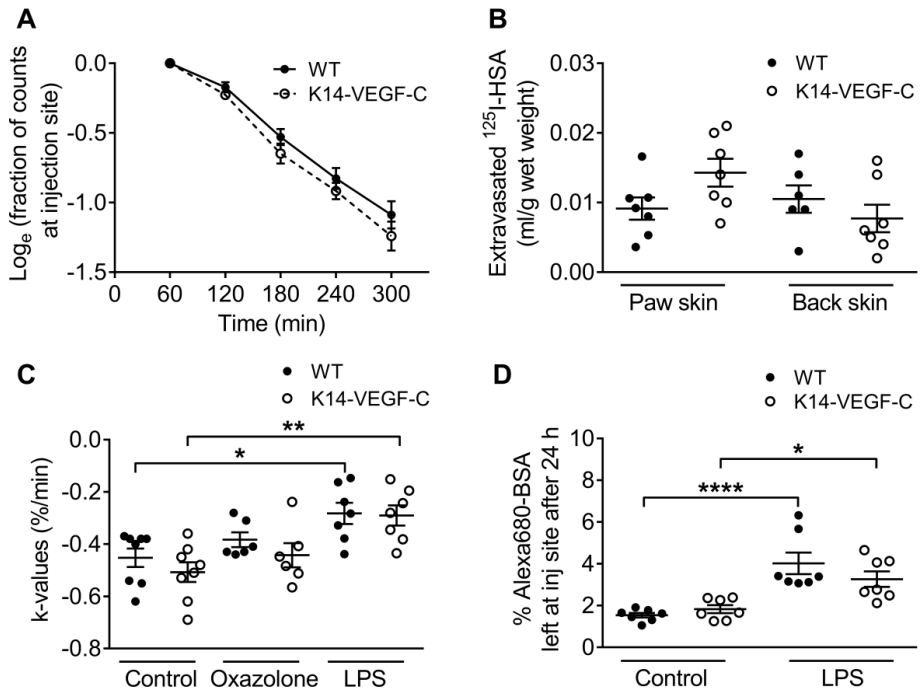 A
Log_e (fraction of counts
at injection site)
0.0
-0.5
-1.0
-1.5
0 60 120 180 240 300
Time (min)
WT
K14-VEGF-C
B
Extravasated ¹²⁵I-HSA
(ml/g wet weight)
0.03
0.02
0.01
0.00
WT
K14-VEGF-C
Paw skin Back skin
C
WT
K14-VEGF-C
k-values (%/min)
0.0
-0.2
-0.4
-0.6
-0.8
**
*
Control Oxazolone LPS
D
WT
K14-VEGF-C
% Alexa680-BSA
left at inj site after 24 h
10
8
6
4
2
0
*
****
Control LPS